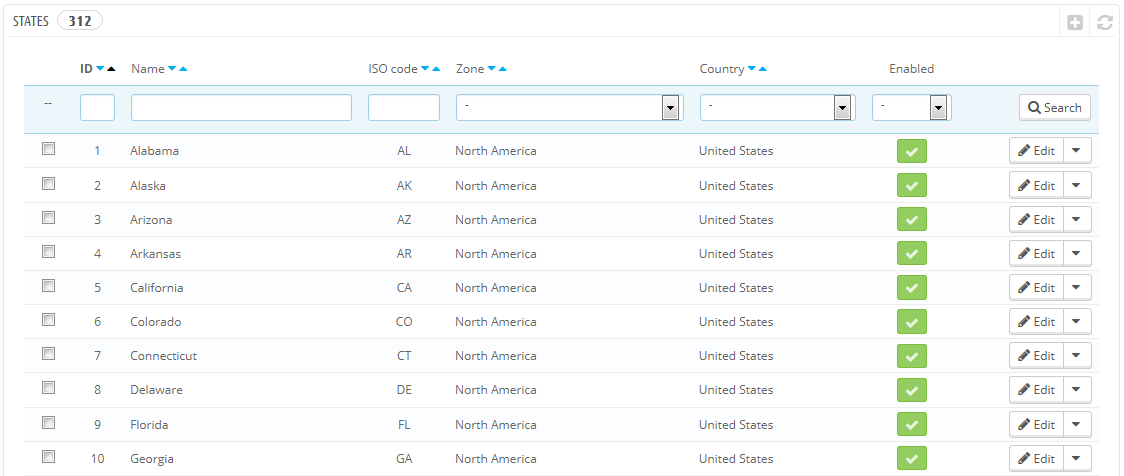 STATES 312
ID Name ISO code Zone Country Enabled
-- - - - Search
1 Alabama AL North America United States Edit
2 Alaska AK North America United States Edit
3 Arizona AZ North America United States Edit
4 Arkansas AR North America United States Edit
5 California CA North America United States Edit
6 Colorado CO North America United States Edit
7 Connecticut CT North America United States Edit
8 Delaware DE North America United States Edit
9 Florida FL North America United States Edit
10 Georgia GA North America United States Edit